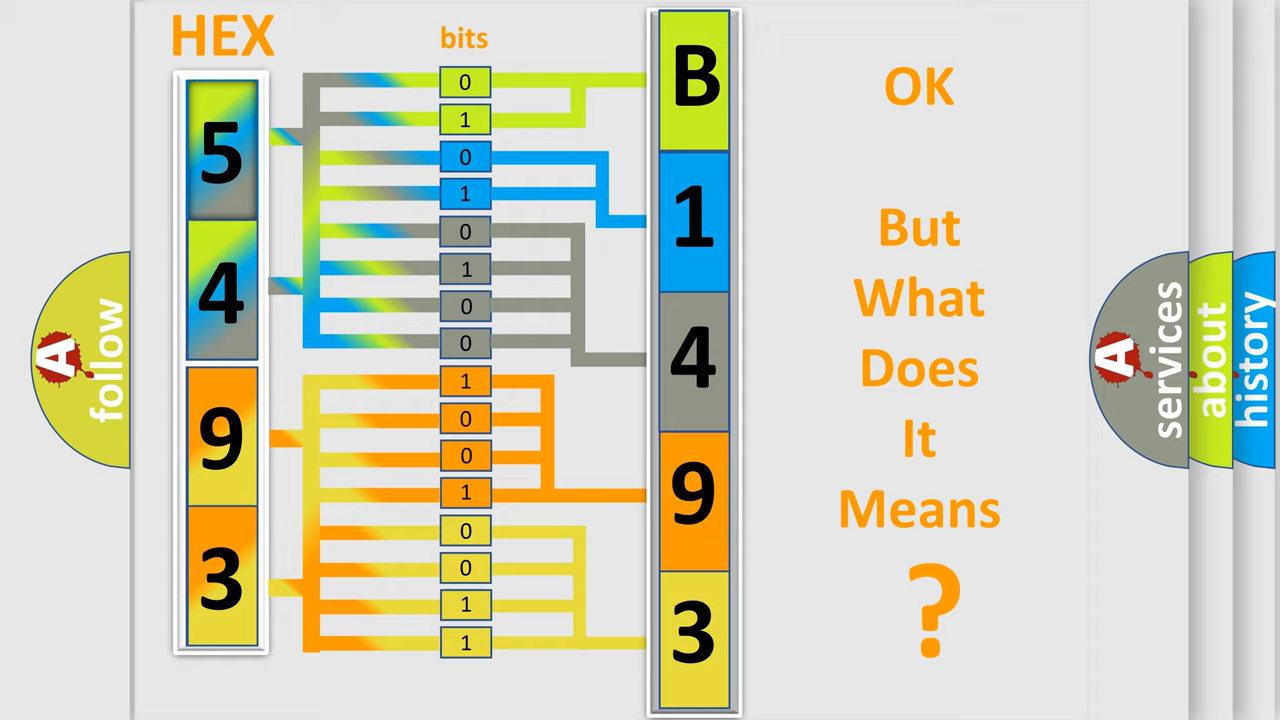 HEX
bits
5
4
9
3
0
1
0
1
0
1
0
0
1
0
0
1
0
0
1
1
B
1
4
9
3
OK
But
What
Does
It
Means
?
A
follow
A
services
about
history